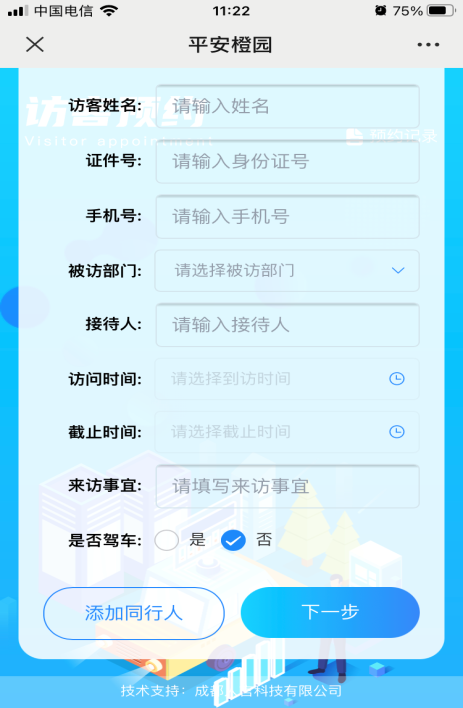 中国电信 11:22 75%
平安橙园
访客预约
Visitor appointment
预约记录
访客姓名: 请输入姓名
证件号: 请输入身份证号
手机号: 请输入手机号
被访部门: 请选择被访部门
接待人: 请输入接待人
访问时间: 请选择到访时间
截止时间: 请选择截止时间
来访事宜: 请填写来访事宜
是否驾车: 是 否
添加同行人 下一步
技术支持: 成都 科技有限公司